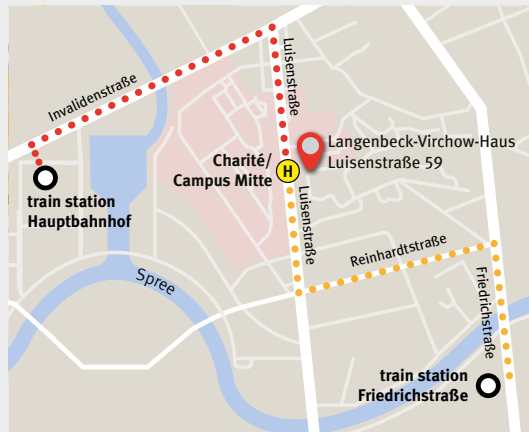 Invalidenstraße
Luisenstraße
Charité/
Campus Mitte
H
Langenbeck-Virchow-Haus
Luisenstraße 59
train station
Hauptbahnhof
Luisenstraße
Reinhardtstraße
Spree
Friedrichstraße
train station
Friedrichstraße